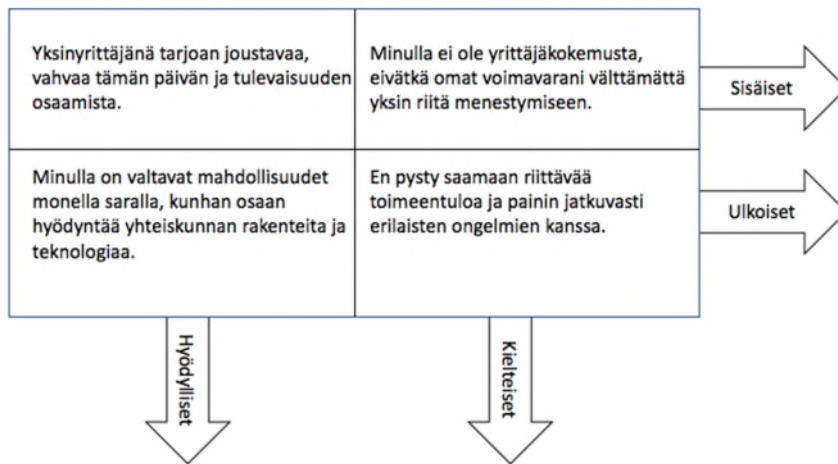 Yksinyrittäjänä tarjoan joustavaa,
vahvaa tämän päivän ja tulevaisuuden
osaamista.
Minulla ei ole yrittäjäkokemusta,
eivätkä omat voimavarani välttämättä
yksin riitä menestymiseen.
Sisäiset
Minulla on valtavat mahdollisuudet
monella saralla, kunhan osaan
hyödyntää yhteiskunnan rakenteita ja
teknologiaa.
En pysty saamaan riittävää
toimeentuloa ja painin jatkuvasti
erilaisten ongelmien kanssa.
Ulkoiset
Hyödylliset
Kielteiset